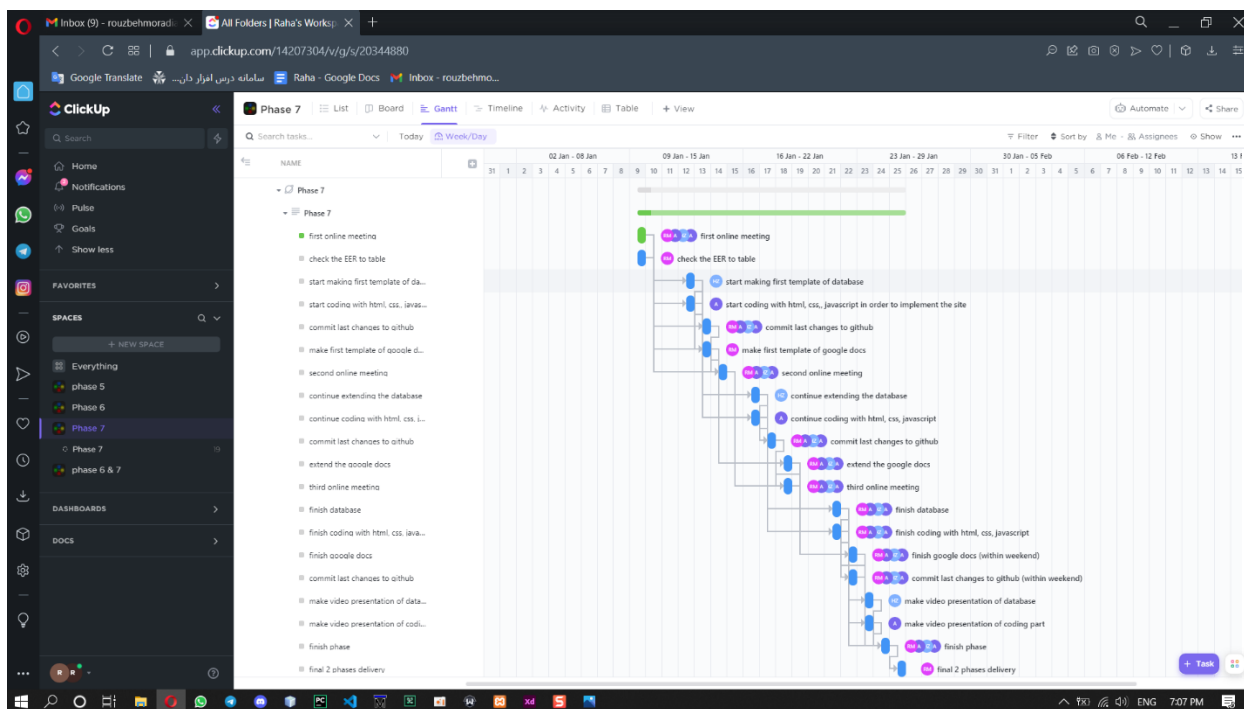 Inbox (9) - rouzbehmoradi
All Folders | Raha's Worksp
app.clickup.com/14207304/v/g/s/20344880
Google Translate
سامانه درس افزار دان...
Raha - Google Docs
Inbox - rouzbehmo...
ClickUp
Phase 7
List
Board
Gantt
Timeline
Activity
Table
+ View
Automate
Share
Search
Search tasks...
Today
Week/Day
Filter
Sort by
Me
Assignees
Show
Home
Notifications
Pulse
Goals
Show less
FAVORITES
SPACES
+ NEW SPACE
Everything
phase 5
Phase 6
Phase 7
Phase 7 19
phase 6 & 7
DASHBOARDS
DOCS
R R
NAME
02 Jan - 08 Jan 09 Jan - 15 Jan 16 Jan - 22 Jan 23 Jan - 29 Jan 30 Jan - 05 Feb 06 Feb - 12 Feb
31 1 2 3 4 5 6 7 8 9 10 11 12 13 14 15 16 17 18 19 20 21 22 23 24 25 26 27 28 29 30 31 1 2 3 4 5 6 7 8 9 10 11 12 13 14 15
Phase 7
Phase 7
first online meeting
first online meeting
check the EER to table
RM check the EER to table
start making first template of da...
HZ start making first template of database
start coding with html, css,, javas...
A start coding with html, css,, javascript in order to implement the site
commit last changes to github
commit last changes to github
make first template of google d...
RM make first template of google docs
second online meeting
second online meeting
continue extending the database
HZ continue extending the database
continue coding with html, css, j...
A continue coding with html, css, javascript
commit last changes to github
commit last changes to github
extend the google docs
extend the google docs
third online meeting
third online meeting
finish database
finish database
finish coding with html, css, java...
finish coding with html, css, javascript
finish google docs
finish google docs (within weekend)
commit last changes to github
commit last changes to github (within weekend)
make video presentation of data...
HZ make video presentation of database
make video presentation of codi...
A make video presentation of coding part
finish phase
finish phase
final 2 phases delivery
RM final 2 phases delivery
+ Task
ENG 7:07 PM